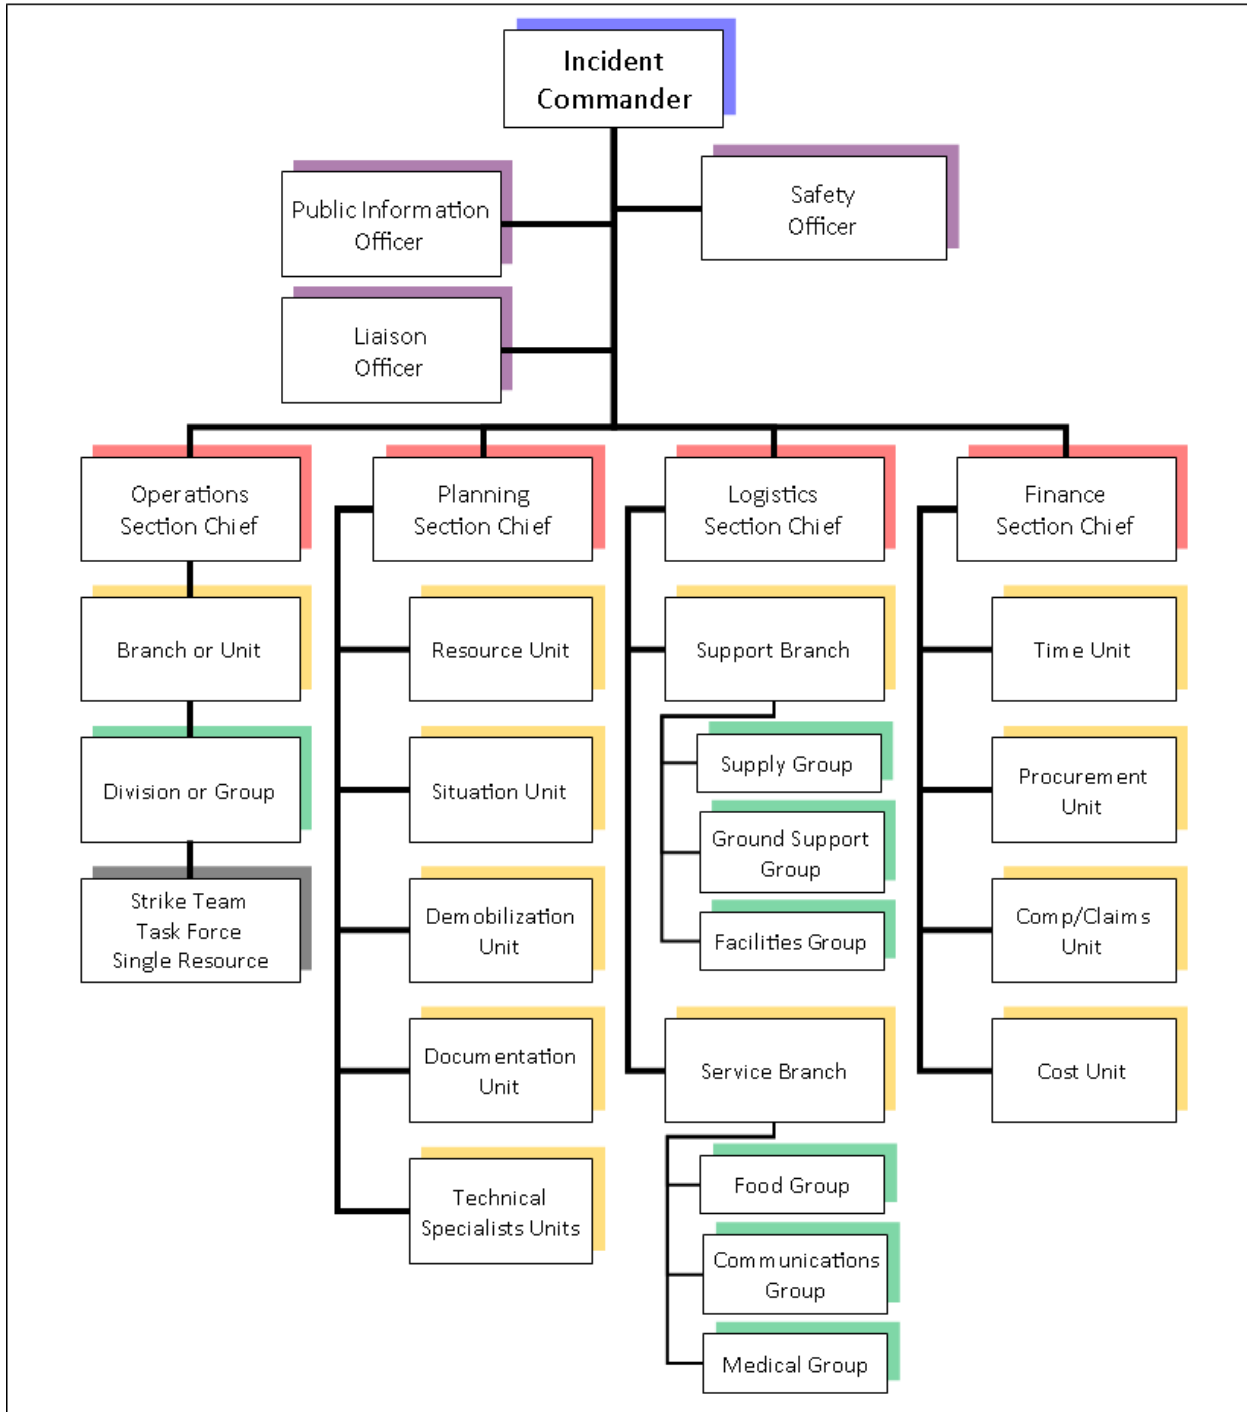 Incident
Commander
Public Information
Officer
Safety
Officer
Liaison
Officer
Operations
Section Chief
Planning
Section Chief
Logistics
Section Chief
Finance
Section Chief
Branch or Unit
Resource Unit
Support Branch
Time Unit
Division or Group
Situation Unit
Supply Group
Procurement
Unit
Ground Support
Group
Strike Team
Task Force
Single Resource
Demobilization
Unit
Facilities Group
Comp/Claims
Unit
Documentation
Unit
Service Branch
Cost Unit
Technical
Specialists Units
Food Group
Communications
Group
Medical Group